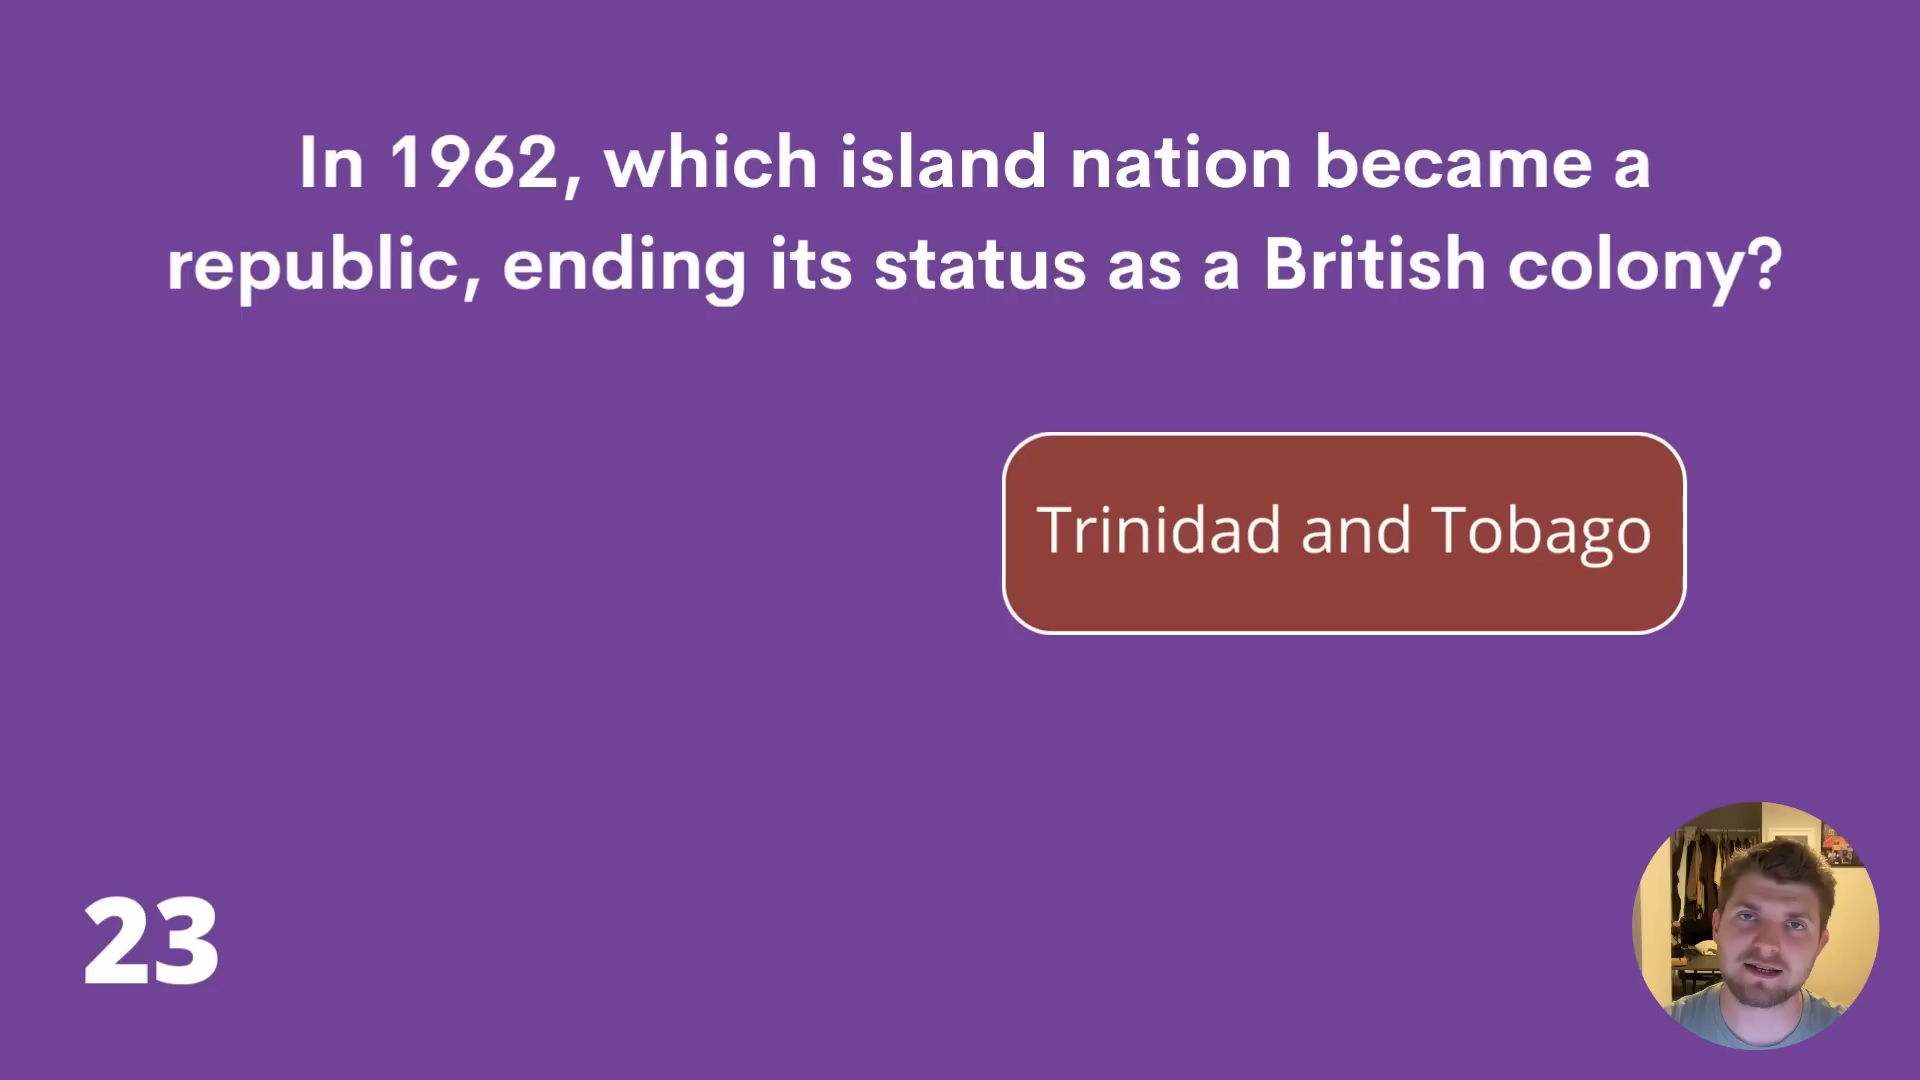 In 1962, which island nation became a
republic, ending its status as a British colony?
Trinidad and Tobago
23